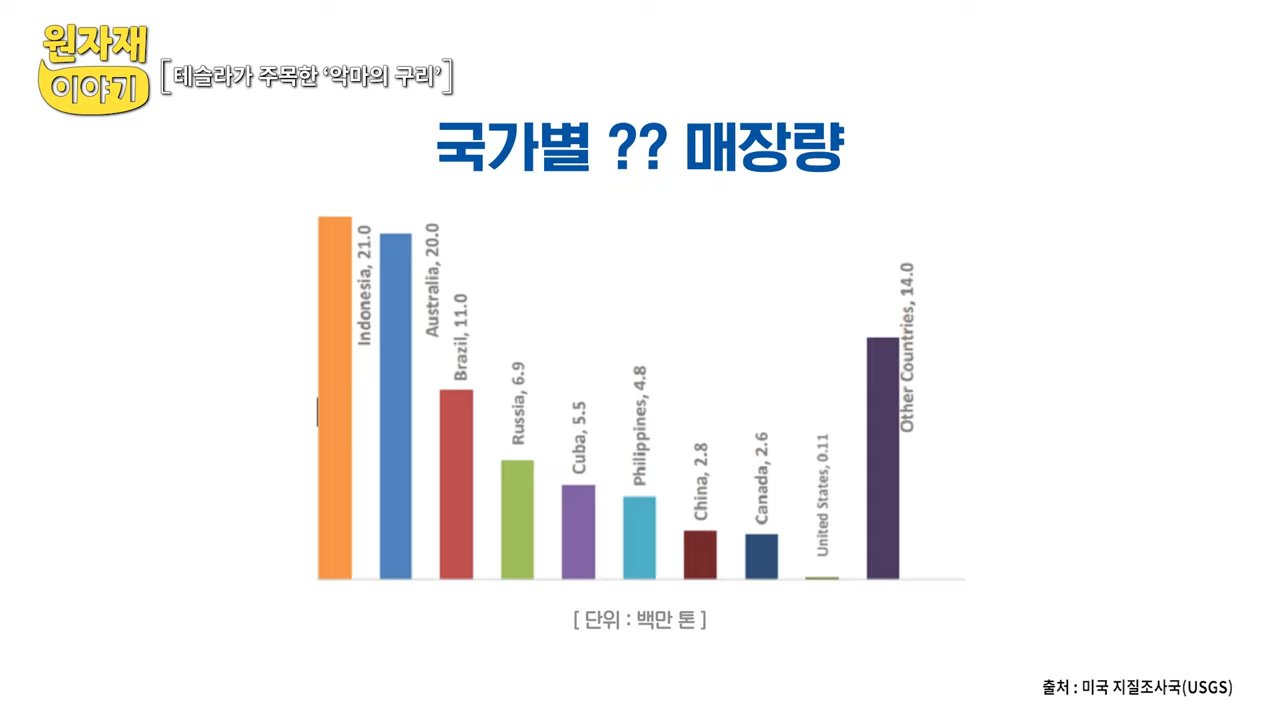 원자재
이야기
[테슬라가 주목한 ‘악마의 구리’]
국가별 ?? 매장량
Indonesia, 21.0
Australia, 20.0
Brazil, 11.0
Russia, 6.9
Cuba, 5.5
Philippines, 4.8
China, 2.8
Canada, 2.6
United States, 0.11
Other Countries, 14.0
[ 단위 : 백만 톤 ]
출처 : 미국 지질조사국(USGS)